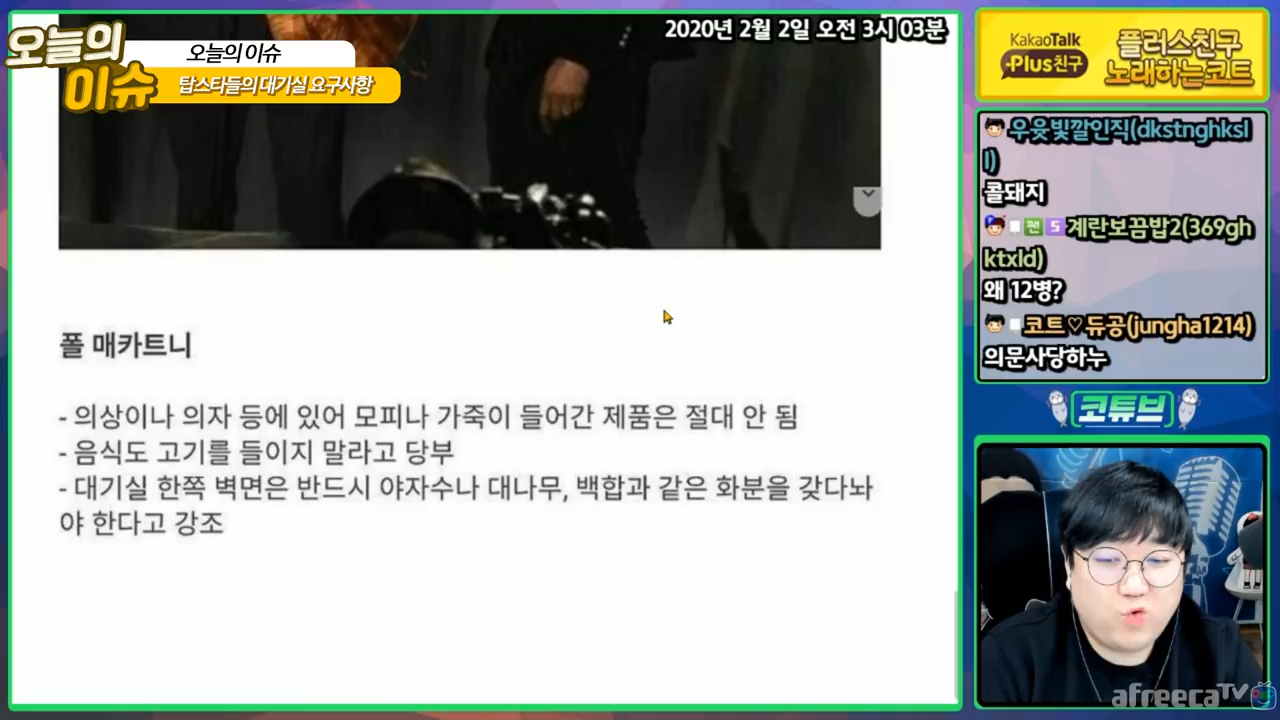 오늘의
이슈
오늘의 이슈
탑스타들의 대기실 요구사항
2020년 2월 2일 오전 3시 03분
폴 매카트니
- 의상이나 의자 등에 있어 모피나 가죽이 들어간 제품은 절대 안 됨
- 음식도 고기를 들이지 말라고 당부
- 대기실 한쪽 벽면은 반드시 야자수나 대나무, 백합과 같은 화분을 갖다놔
야 한다고 강조
KakaoTalk
Plus친구
플러스친구
노래하는코트
우윳빛깔인직(dkstnghksl
l)
콜돼지
팬 5 계란보끔밥2(369gh
ktxld)
왜 12병?
코트♡듀공(jungha1214)
의문사당하누
코튜브
afreecaTV